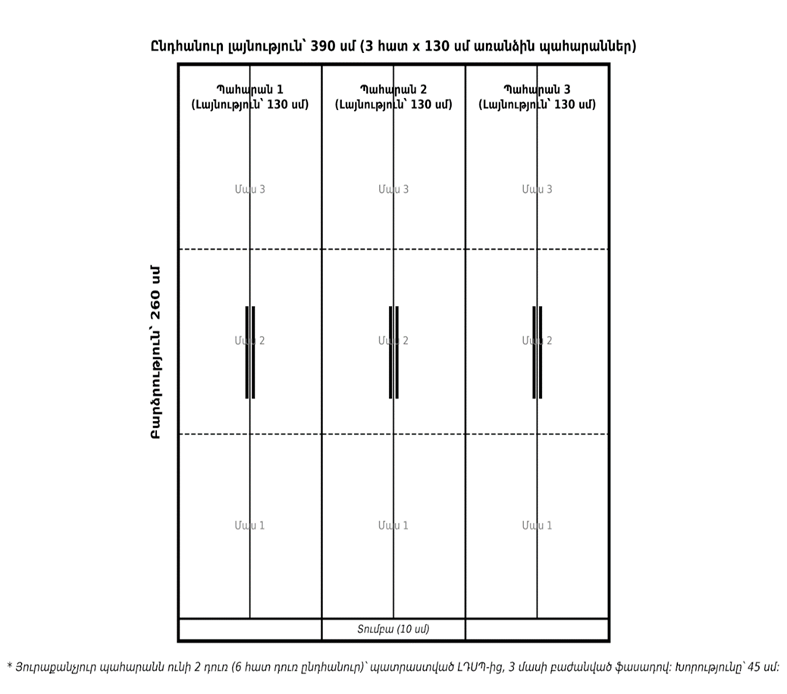 Ընդհանուր լայնություն՝ 390 սմ (3 հատ x 130 սմ առանձին պահարաններ)
Պահարան 1
(Լայնություն՝ 130 սմ)
Պահարան 2
(Լայնություն՝ 130 սմ)
Պահարան 3
(Լայնություն՝ 130 սմ)
Մաս 3
Մաս 3
Մաս 3
Բարձրություն՝ 260 սմ
Մաս 2
Մաս 2
Մաս 2
Մաս 1
Մաս 1
Մաս 1
Տումբա (10 սմ)
* Յուրաքանչյուր պահարանն ունի 2 դուռ (6 հատ դուռ ընդհանուր)՝ պատրաստված ԼԴՍՊ-ից, 3 մասի բաժանված ֆասադով: Խորությունը՝ 45 սմ: